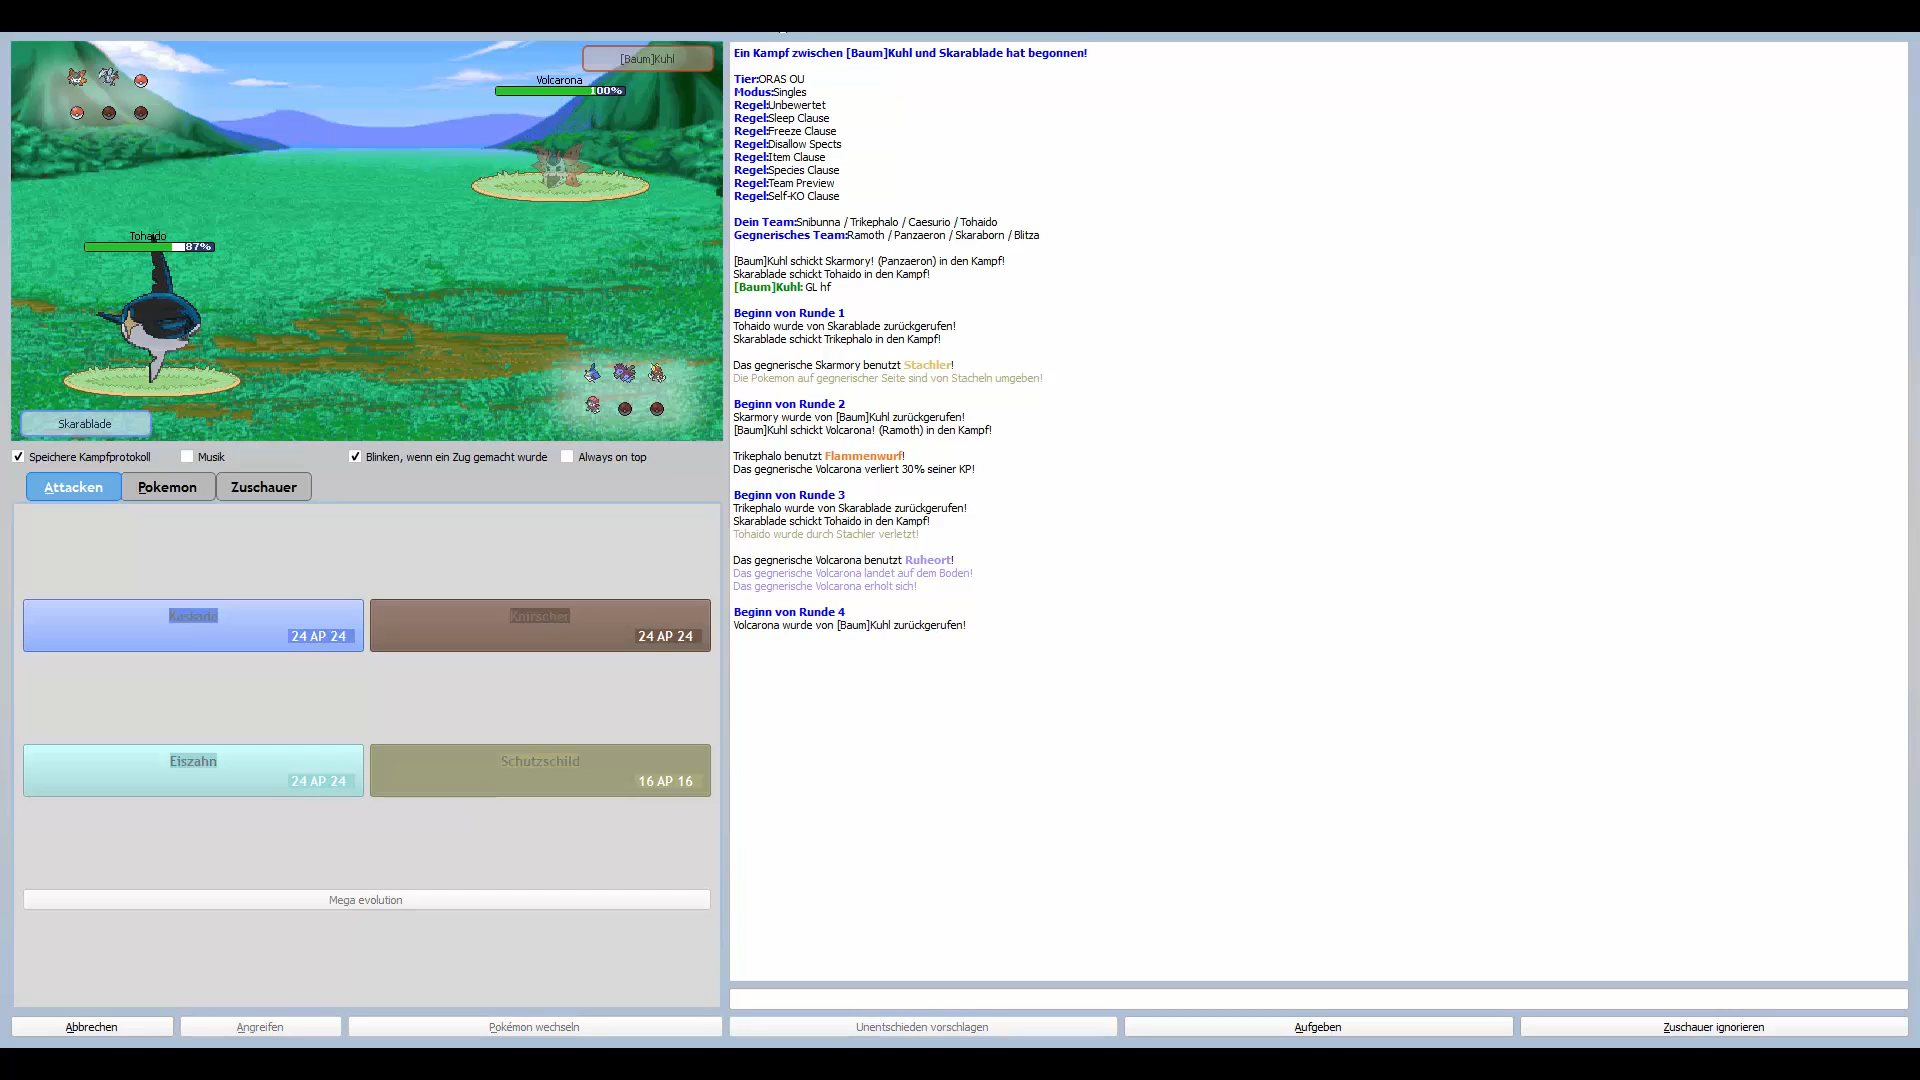 [Baum]Kuhl
Volcarona
100%
Tohaido
87%
Skarablade
Speichere Kampfprotokoll
Musik
Blinken, wenn ein Zug gemacht wurde
Always on top
Attacken
Pokemon
Zuschauer
Kaskade
24 AP 24
Knirscher
24 AP 24
Eiszahn
24 AP 24
Schutzschild
16 AP 16
Mega evolution
Abbrechen
Angreifen
Pokémon wechseln
Ein Kampf zwischen [Baum]Kuhl und Skarablade hat begonnen!
Tier:ORAS OU
Modus:Singles
Regel:Unbewertet
Regel:Sleep Clause
Regel:Freeze Clause
Regel:Disallow Spects
Regel:Item Clause
Regel:Species Clause
Regel:Team Preview
Regel:Self-KO Clause
Dein Team:Snibunna / Trikephalo / Caesurio / Tohaido
Gegnerisches Team:Ramoth / Panzaeron / Skaraborn / Blitza
[Baum]Kuhl schickt Skarmory! (Panzaeron) in den Kampf!
Skarablade schickt Tohaido in den Kampf!
[Baum]Kuhl: GL hf
Beginn von Runde 1
Tohaido wurde von Skarablade zurückgerufen!
Skarablade schickt Trikephalo in den Kampf!
Das gegnerische Skarmory benutzt Stachler!
Die Pokemon auf gegnerischer Seite sind von Stacheln umgeben!
Beginn von Runde 2
Skarmory wurde von [Baum]Kuhl zurückgerufen!
[Baum]Kuhl schickt Volcarona! (Ramoth) in den Kampf!
Trikephalo benutzt Flammenwurf!
Das gegnerische Volcarona verliert 30% seiner KP!
Beginn von Runde 3
Trikephalo wurde von Skarablade zurückgerufen!
Skarablade schickt Tohaido in den Kampf!
Tohaido wurde durch Stachler verletzt!
Das gegnerische Volcarona benutzt Ruheort!
Das gegnerische Volcarona landet auf dem Boden!
Das gegnerische Volcarona erholt sich!
Beginn von Runde 4
Volcarona wurde von [Baum]Kuhl zurückgerufen!
Unentschieden vorschlagen
Aufgeben
Zuschauer ignorieren